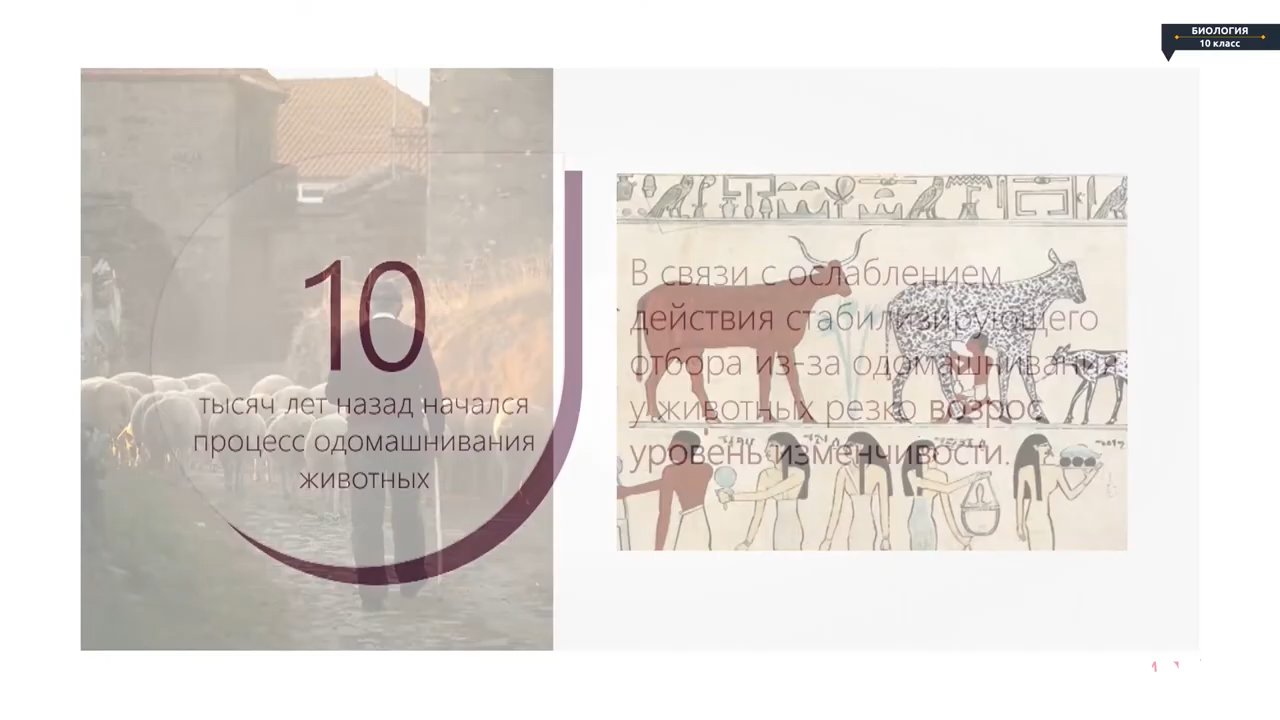 БИОЛОГИЯ
10 класс
10
тысяч лет назад начался
процесс одомашнивания
животных
В связи с ослаблением
действия стабилизирующего
отбора из-за одомашнивания
у животных резко возрос
уровень изменчивости.